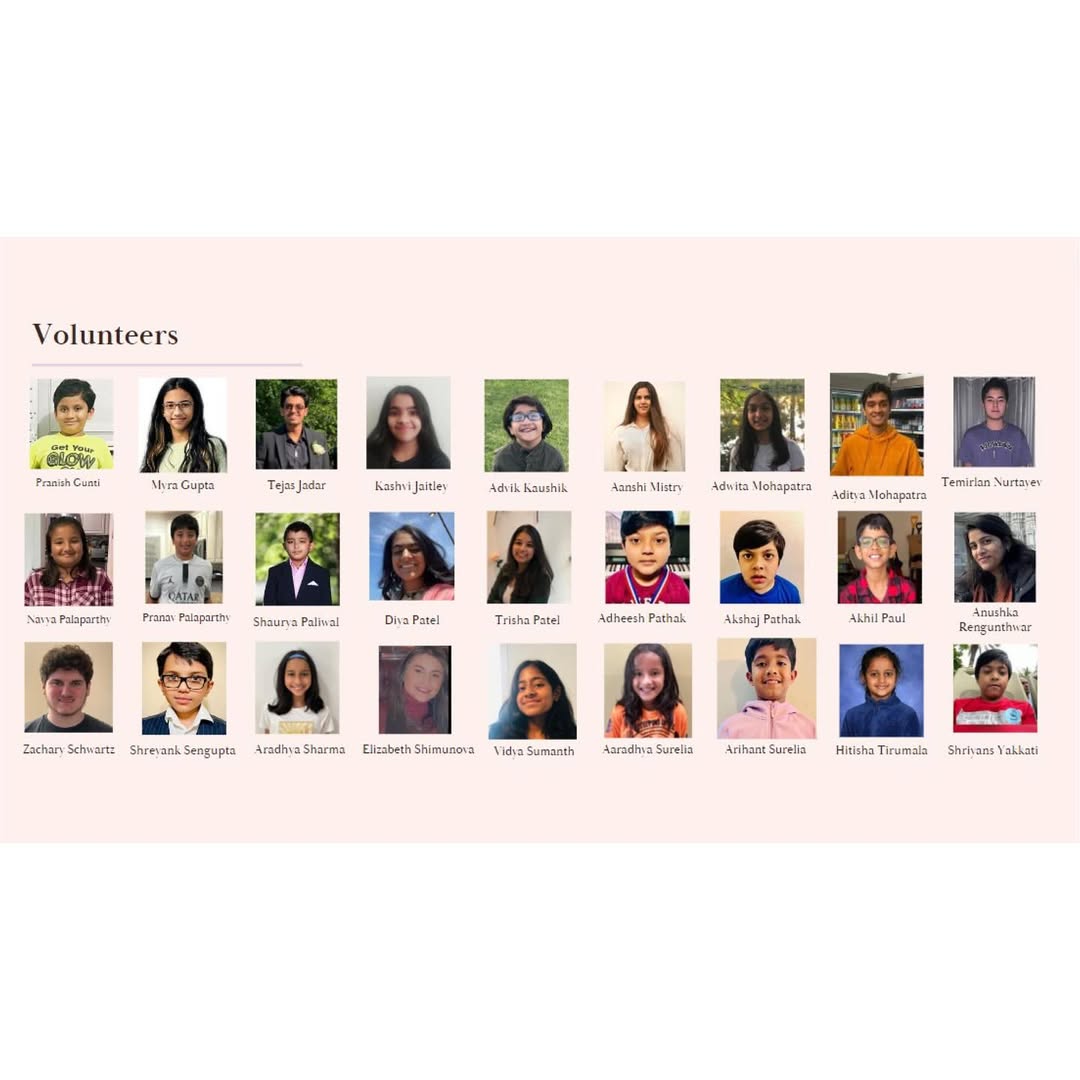 Volunteers
Get Your
GLOW
Pranish Gunti
Myra Gupta
Tejas Jadar
Kashvi Jaitley
Advik Kaushik
Aanshi Mistry
Adwita Mohapatra
Aditya Mohapatra
Temirlan Nurtayev
QATAR
Navya Palaparthy
Pranav Palaparthy
Shaurya Paliwal
Diya Patel
Trisha Patel
Adheesh Pathak
Akshaj Pathak
Akhil Paul
Anushka
Rengunthwar
Zachary Schwartz
Shreyank Sengupta
Aradhya Sharma
Elizabeth Shimunova
Vidya Sumanth
Aaradhya Surelia
Arihant Surelia
Hitisha Tirumala
Shriyans Yakkati